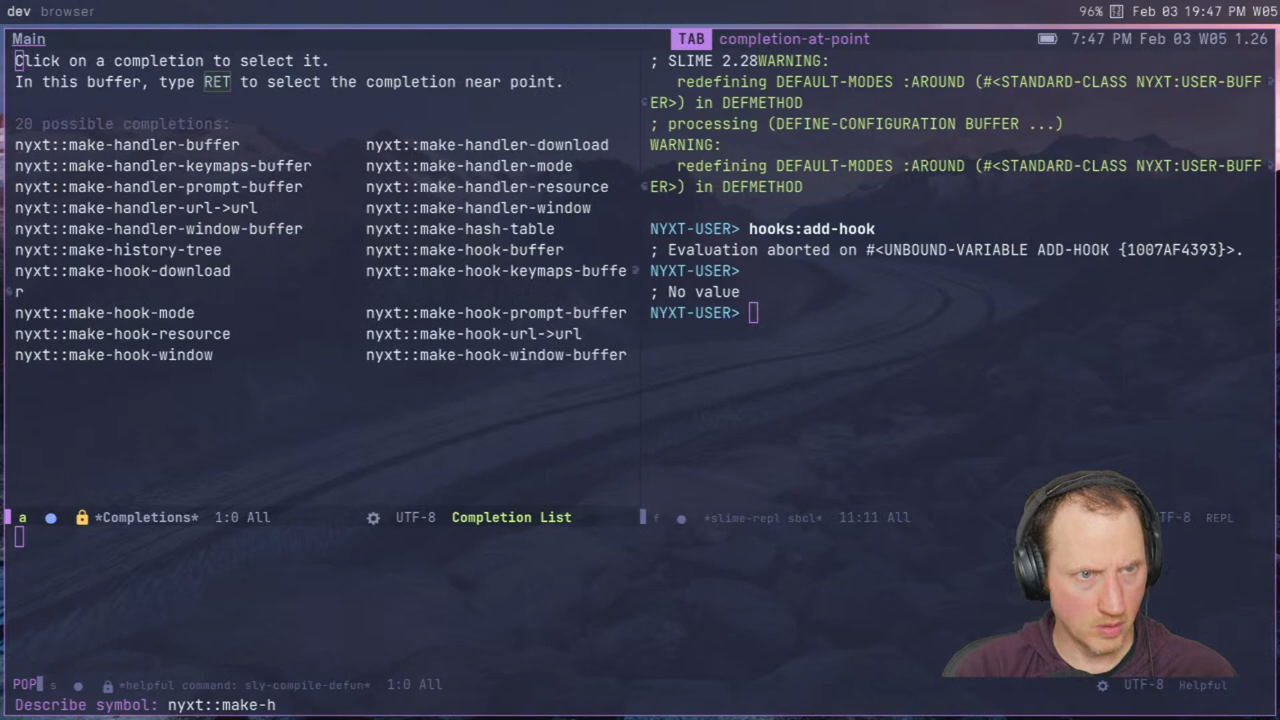 dev browser
96% Feb 03 19:47 PM W05
Main
TAB completion-at-point
7:47 PM Feb 03 W05 1.26
Click on a completion to select it.
In this buffer, type RET to select the completion near point.
20 possible completions:
nyxt::make-handler-buffer nyxt::make-handler-download
nyxt::make-handler-keymaps-buffer nyxt::make-handler-mode
nyxt::make-handler-prompt-buffer nyxt::make-handler-resource
nyxt::make-handler-url->url nyxt::make-handler-window
nyxt::make-handler-window-buffer nyxt::make-hash-table
nyxt::make-history-tree nyxt::make-hook-buffer
nyxt::make-hook-download nyxt::make-hook-keymaps-buffe
r
nyxt::make-hook-mode nyxt::make-hook-prompt-buffer
nyxt::make-hook-resource nyxt::make-hook-url->url
nyxt::make-hook-window nyxt::make-hook-window-buffer
a *Completions* 1:0 All UTF-8 Completion List
; SLIME 2.28WARNING:
redefining DEFAULT-MODES :AROUND (#<STANDARD-CLASS NYXT:USER-BUFF
ER>) in DEFMETHOD
; processing (DEFINE-CONFIGURATION BUFFER ...)
WARNING:
redefining DEFAULT-MODES :AROUND (#<STANDARD-CLASS NYXT:USER-BUFF
ER>) in DEFMETHOD
NYXT-USER> hooks:add-hook
; Evaluation aborted on #<UNBOUND-VARIABLE ADD-HOOK {1007AF4393}>.
NYXT-USER>
; No value
NYXT-USER>
f *slime-repl sbcl* 11:11 All TF-8 REPL
POP s *helpful command: sly-compile-defun* 1:0 All UTF-8 Helpful
Describe symbol: nyxt::make-h